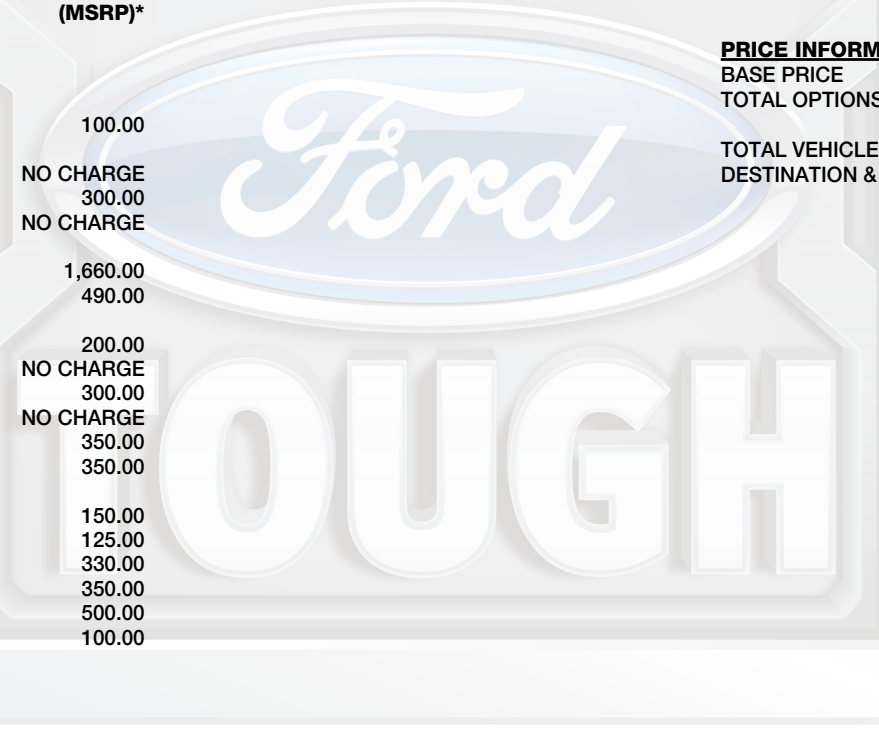 (MSRP)*
100.00
NO CHARGE
300.00
NO CHARGE
1,660.00
490.00
200.00
NO CHARGE
300.00
NO CHARGE
350.00
350.00
150.00
125.00
330.00
350.00
500.00
100.00
PRICE INFORM
BASE PRICE
TOTAL OPTIONS
TOTAL VEHICLE
DESTINATION &
Ford
TOUGH